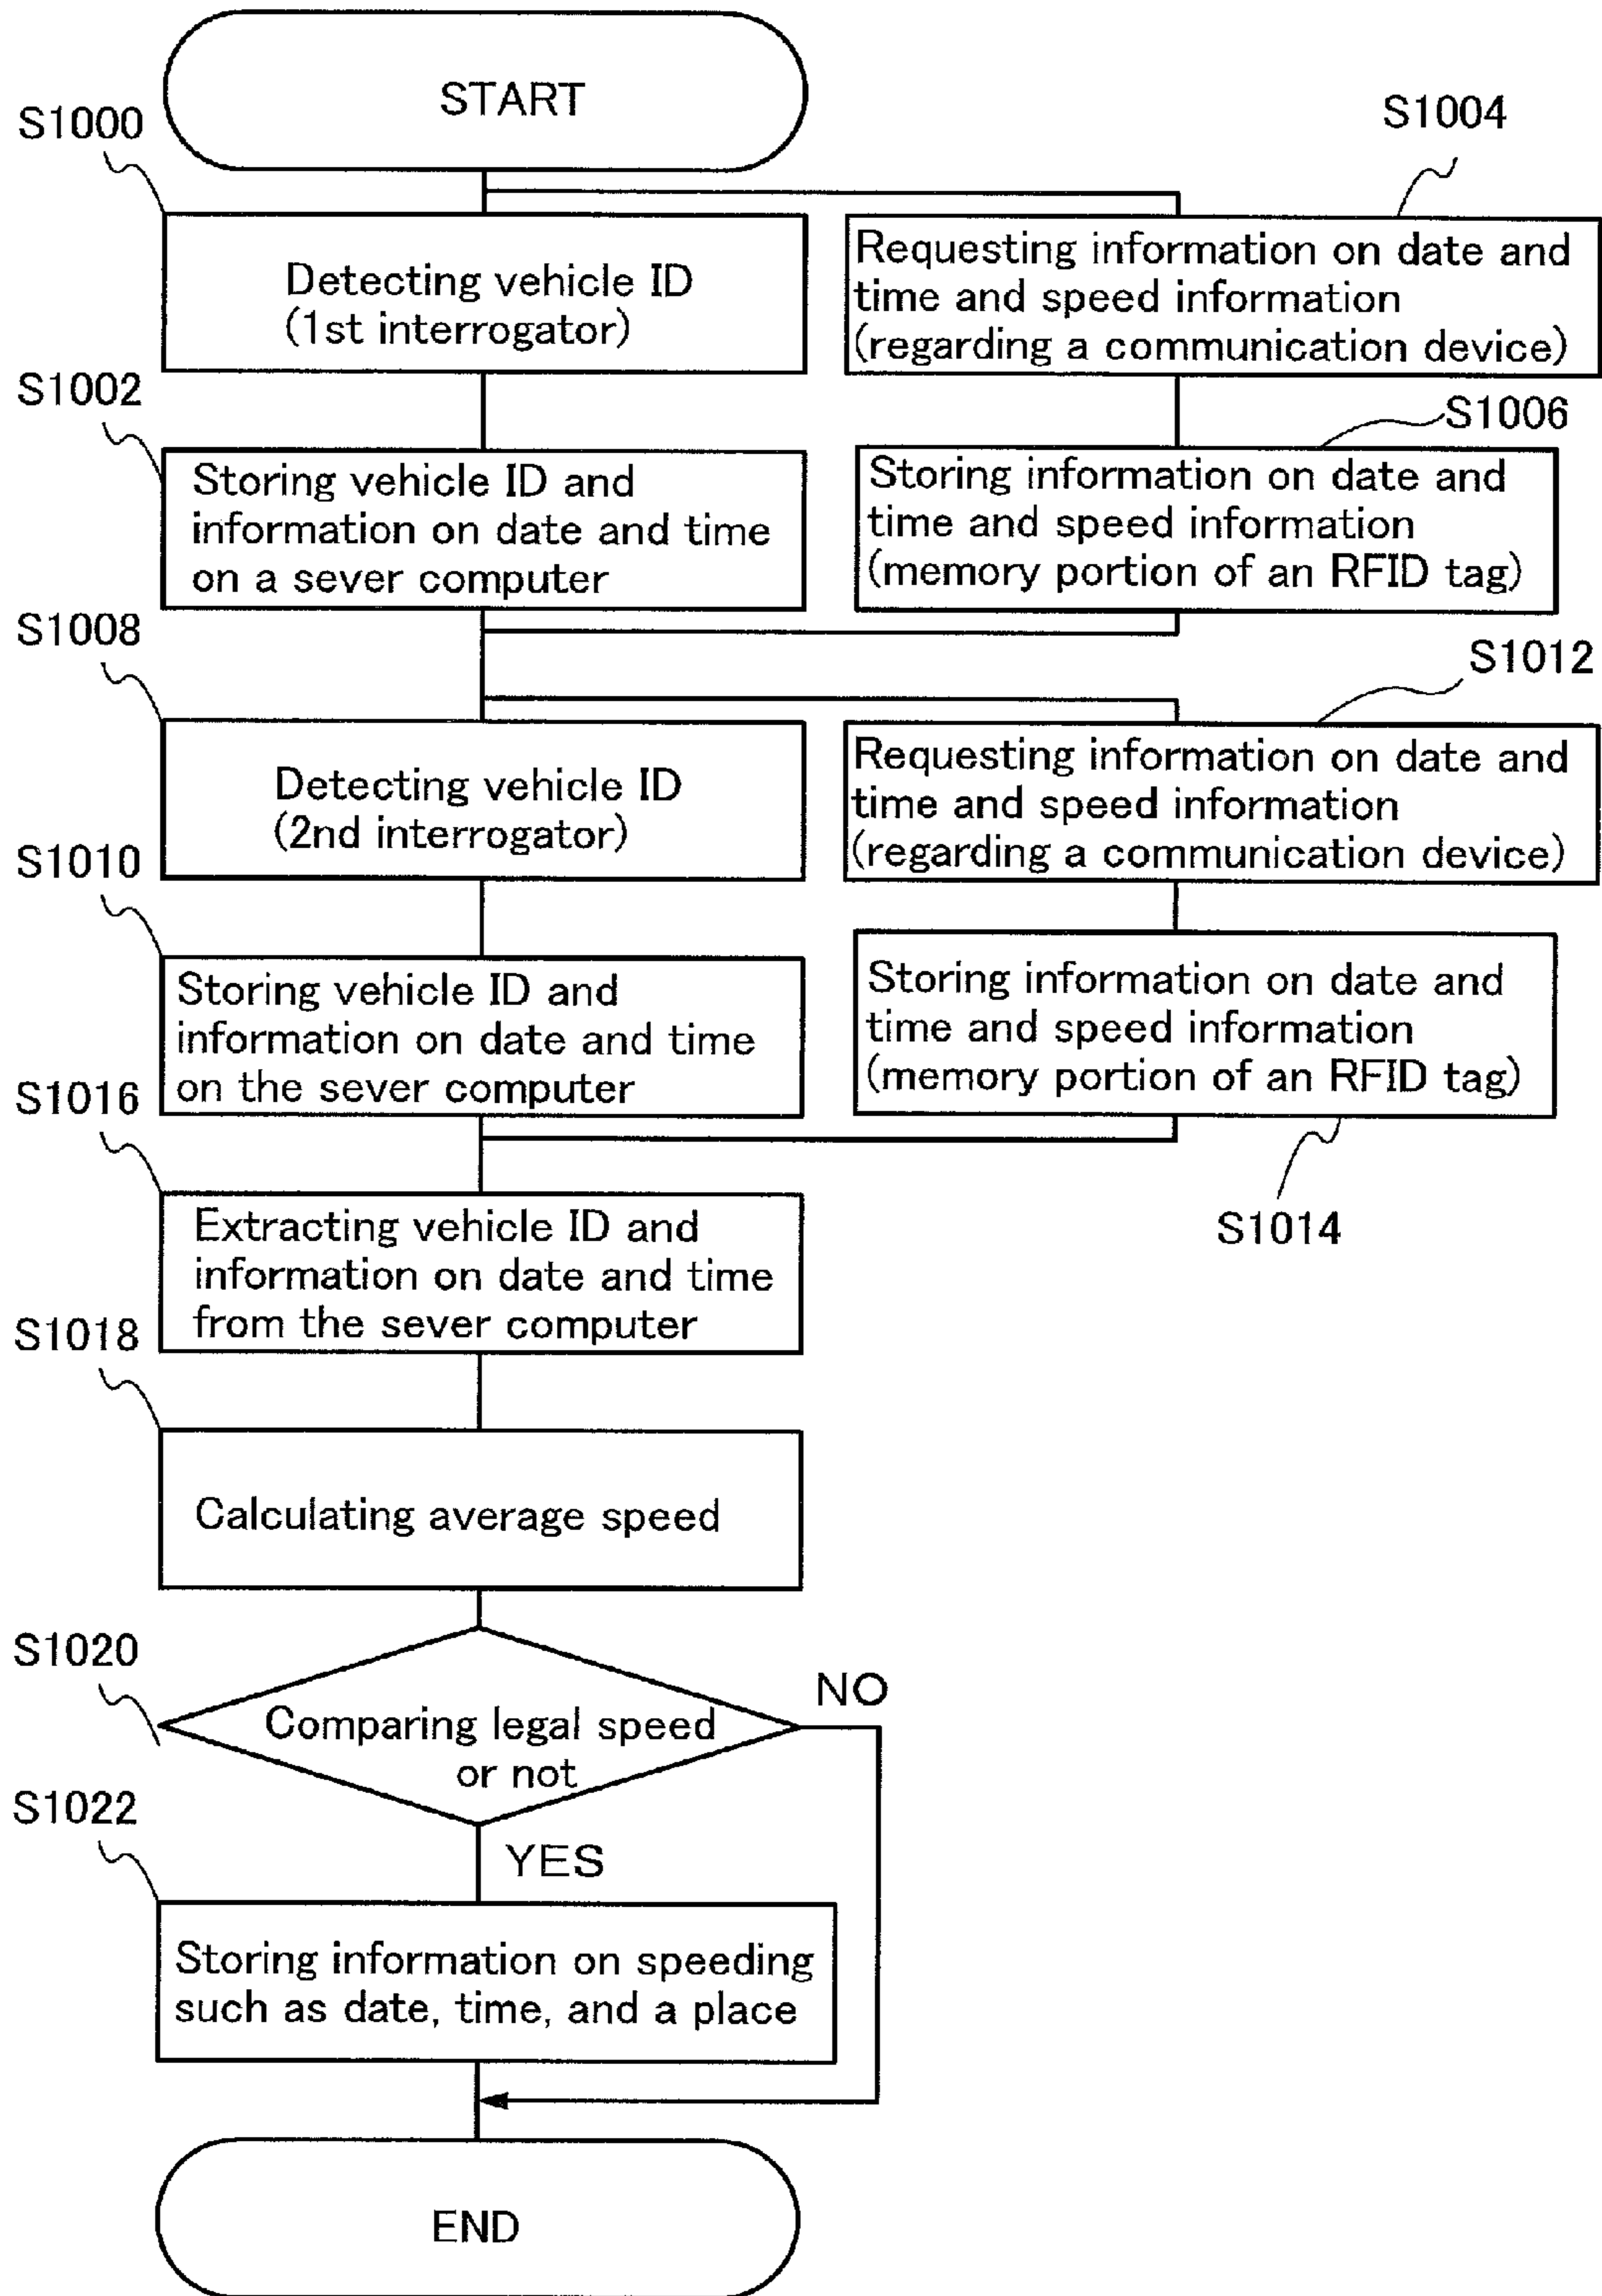 START
S1000
S1004
Detecting vehicle ID
(1st interrogator)
Requesting information on date and
time and speed information
(regarding a communication device)
S1002
S1006
Storing vehicle ID and
information on date and time
on a sever computer
Storing information on date and
time and speed information
(memory portion of an RFID tag)
S1008
S1012
Detecting vehicle ID
(2nd interrogator)
Requesting information on date and
time and speed information
(regarding a communication device)
S1010
Storing vehicle ID and
information on date and time
on the sever computer
Storing information on date and
time and speed information
(memory portion of an RFID tag)
S1014
S1016
Extracting vehicle ID and
information on date and time
from the sever computer
S1018
Calculating average speed
S1020
Comparing legal speed
or not
NO
YES
S1022
Storing information on speeding
such as date, time, and a place
END